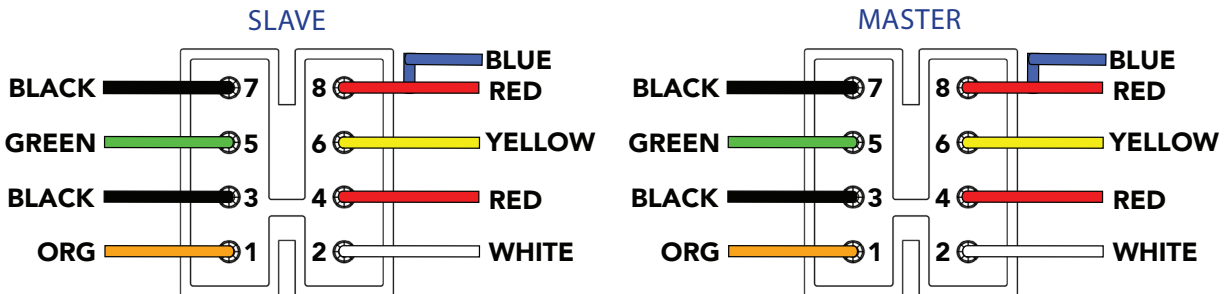 SLAVE MASTER
BLUE BLUE
BLACK 7 8 RED BLACK 7 8 RED
GREEN 5 6 YELLOW GREEN 5 6 YELLOW
BLACK 3 4 RED BLACK 3 4 RED
ORG 1 2 WHITE ORG 1 2 WHITE